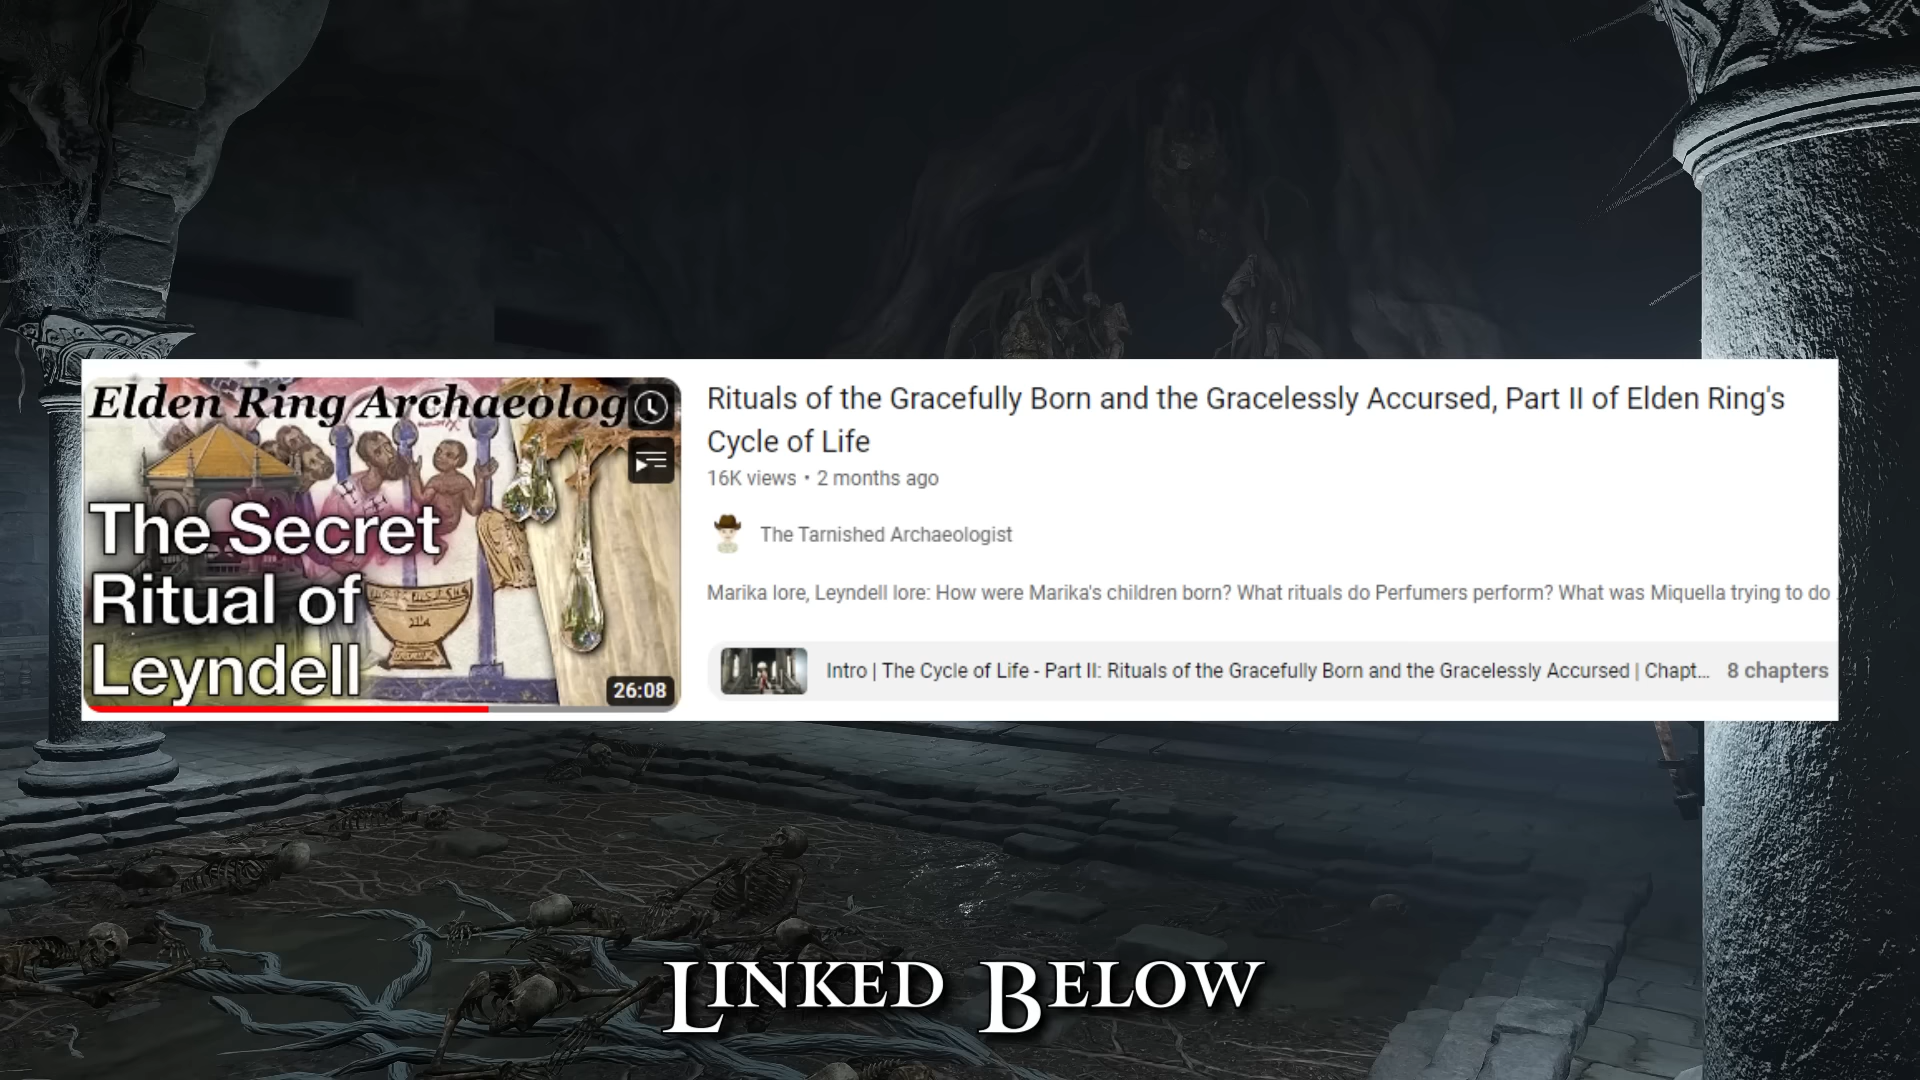 Elden Ring Archaeolog
The Secret
Ritual of
Leyndell
26:08
Rituals of the Gracefully Born and the Gracelessly Accursed, Part II of Elden Ring's
Cycle of Life
16K views • 2 months ago
The Tarnished Archaeologist
Marika lore, Leyndell lore: How were Marika's children born? What rituals do Perfumers perform? What was Miquella trying to do
Intro | The Cycle of Life - Part II: Rituals of the Gracefully Born and the Gracelessly Accursed | Chapt... 8 chapters
LINKED BELOW